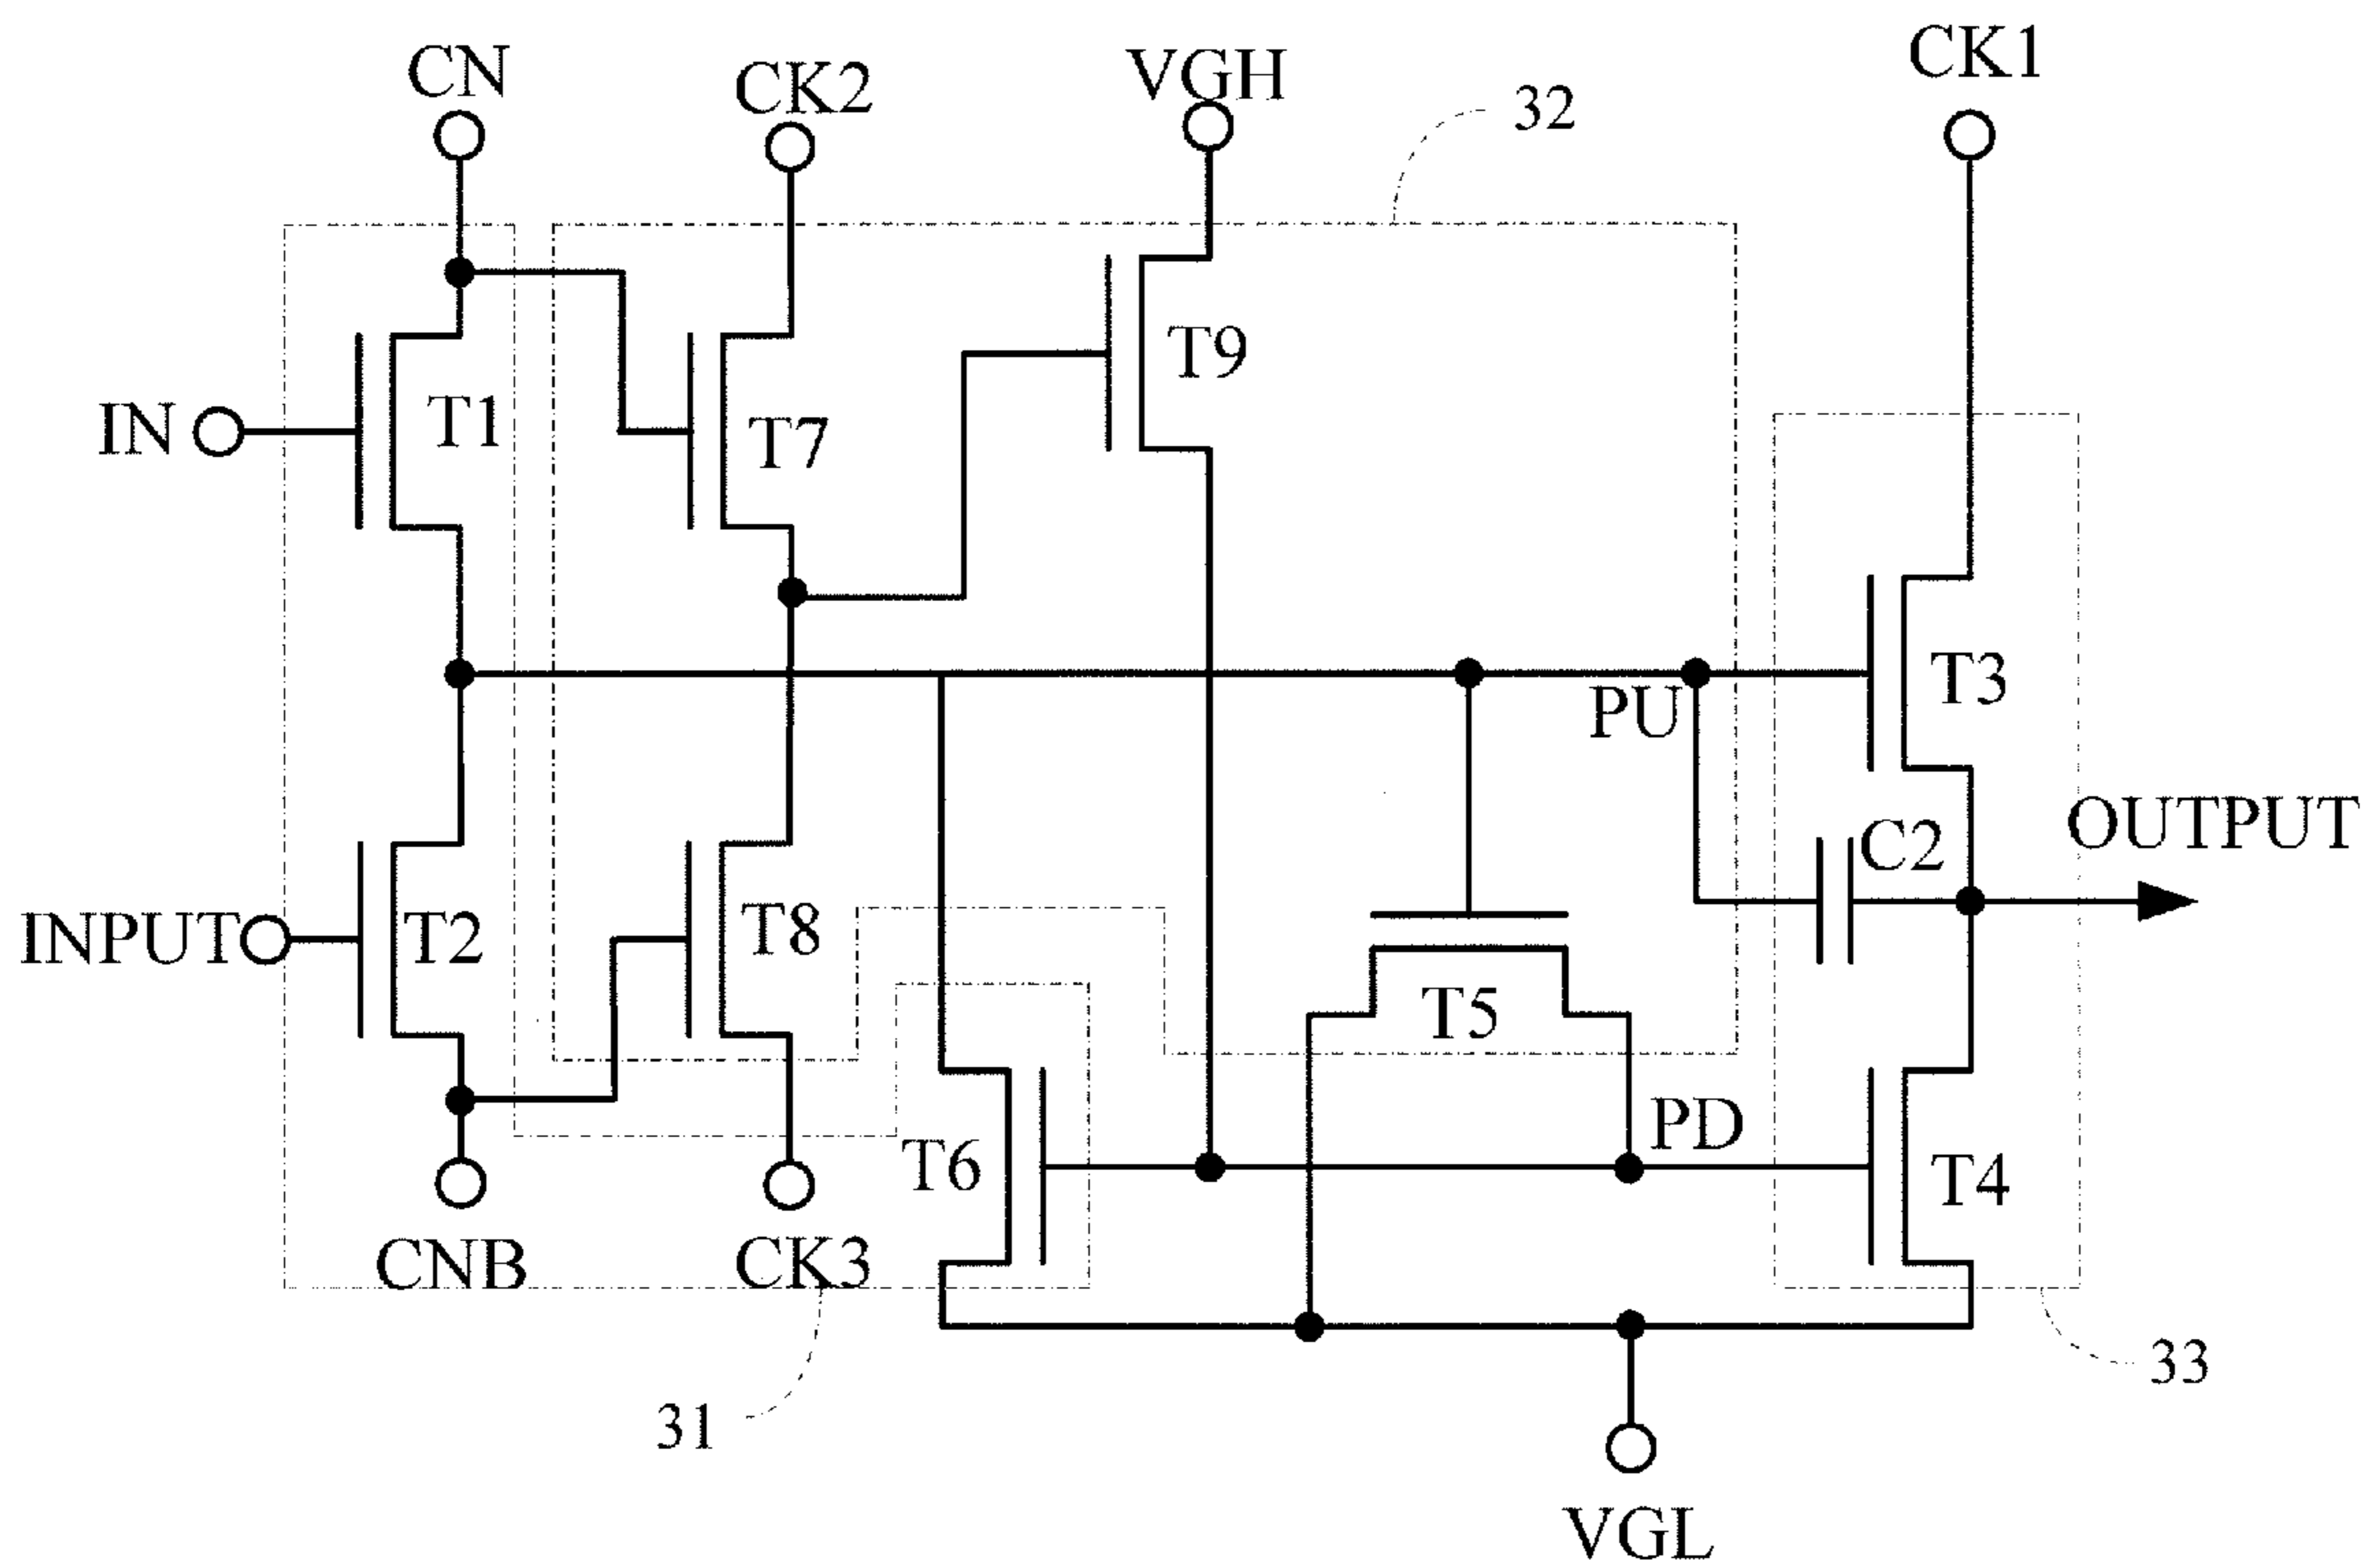 CN
CK2
VGH
CK1
32
T9
IN
T1
T7
T3
PU
C2
OUTPUT
INPUT
T2
T8
T5
PD
T6
T4
CNB
CK3
33
31
VGL